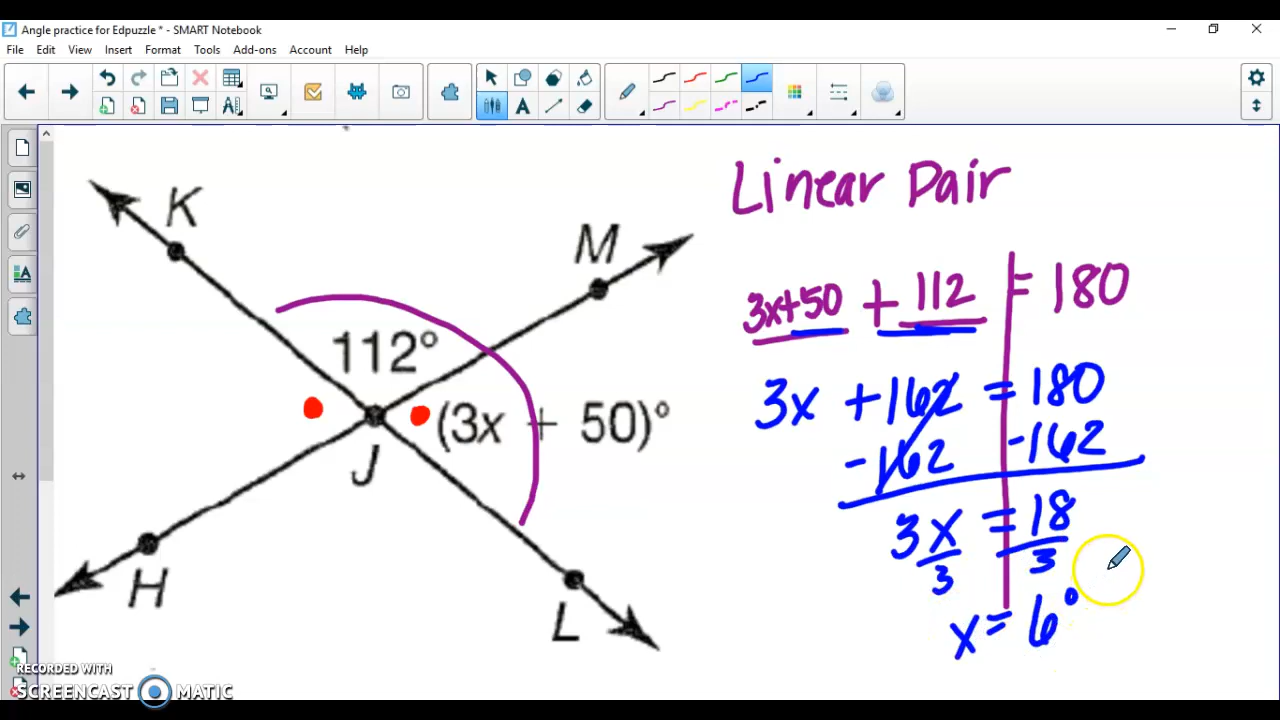 Angle practice for Edpuzzle * - SMART Notebook
File Edit View Insert Format Tools Add-ons Account Help
Linear Pair
K
M
112°
(3x + 50)°
J
H
L
3x+50 + 112 = 180
3x + 162 = 180
-162 -162
3x = 18
3 3
x = 6°
RECORDED WITH
SCREENCAST MATIC